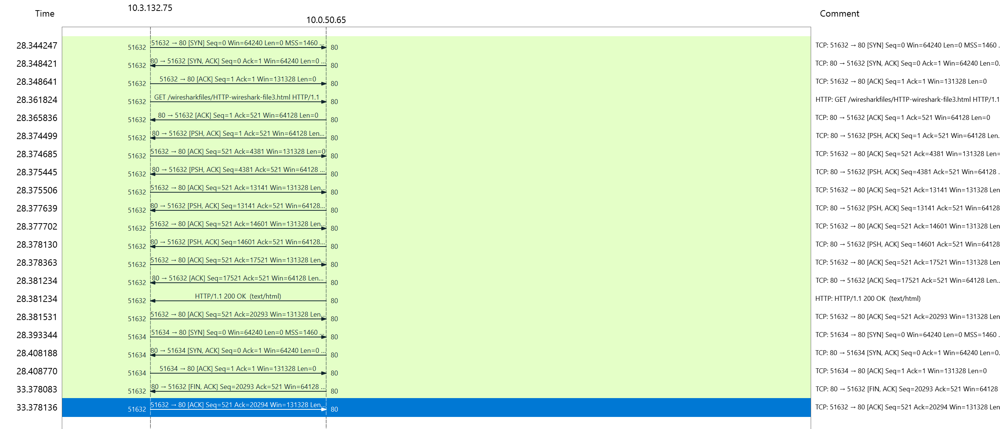 Time 10.3.132.75 10.0.50.65 Comment
28.344247 51632 51632 → 80 [SYN] Seq=0 Win=64240 Len=0 MSS=1460 ... 80 TCP: 51632 → 80 [SYN] Seq=0 Win=64240 Len=0 MSS=1460 .
28.348421 51632 80 → 51632 [SYN, ACK] Seq=0 Ack=1 Win=64240 Len=0 ... 80 TCP: 80 → 51632 [SYN, ACK] Seq=0 Ack=1 Win=64240 Len=0.
28.348641 51632 51632 → 80 [ACK] Seq=1 Ack=1 Win=131328 Len=0 80 TCP: 51632 → 80 [ACK] Seq=1 Ack=1 Win=131328 Len=0
28.361824 51632 GET /wiresharkfiles/HTTP-wireshark-file3.html HTTP/1.1 80 HTTP: GET /wiresharkfiles/HTTP-wireshark-file3.html HTTP/1.1
28.365836 51632 80 → 51632 [ACK] Seq=1 Ack=521 Win=64128 Len=0 80 TCP: 80 → 51632 [ACK] Seq=1 Ack=521 Win=64128 Len=0
28.374499 51632 80 → 51632 [PSH, ACK] Seq=1 Ack=521 Win=64128 Len... 80 TCP: 80 → 51632 [PSH, ACK] Seq=1 Ack=521 Win=64128 Len.
28.374685 51632 51632 → 80 [ACK] Seq=521 Ack=4381 Win=131328 Len=0 80 TCP: 51632 → 80 [ACK] Seq=521 Ack=4381 Win=131328 Len=
28.375445 51632 80 → 51632 [PSH, ACK] Seq=4381 Ack=521 Win=64128 ... 80 TCP: 80 → 51632 [PSH, ACK] Seq=4381 Ack=521 Win=64128 .
28.375506 51632 51632 → 80 [ACK] Seq=521 Ack=13141 Win=131328 Len... 80 TCP: 51632 → 80 [ACK] Seq=521 Ack=13141 Win=131328 Len
28.377639 51632 80 → 51632 [PSH, ACK] Seq=13141 Ack=521 Win=64128... 80 TCP: 80 → 51632 [PSH, ACK] Seq=13141 Ack=521 Win=64128
28.377702 51632 51632 → 80 [ACK] Seq=521 Ack=14601 Win=131328 Len... 80 TCP: 51632 → 80 [ACK] Seq=521 Ack=14601 Win=131328 Len
28.378130 51632 80 → 51632 [PSH, ACK] Seq=14601 Ack=521 Win=64128... 80 TCP: 80 → 51632 [PSH, ACK] Seq=14601 Ack=521 Win=64128
28.378363 51632 51632 → 80 [ACK] Seq=521 Ack=17521 Win=131328 Len... 80 TCP: 51632 → 80 [ACK] Seq=521 Ack=17521 Win=131328 Len
28.381234 51632 80 → 51632 [ACK] Seq=17521 Ack=521 Win=64128 Len... 80 TCP: 80 → 51632 [ACK] Seq=17521 Ack=521 Win=64128 Len..
28.381234 51632 HTTP/1.1 200 OK (text/html) 80 HTTP: HTTP/1.1 200 OK (text/html)
28.381531 51632 51632 → 80 [ACK] Seq=521 Ack=20293 Win=131328 Len... 80 TCP: 51632 → 80 [ACK] Seq=521 Ack=20293 Win=131328 Len
28.393344 51634 51634 → 80 [SYN] Seq=0 Win=64240 Len=0 MSS=1460 ... 80 TCP: 51634 → 80 [SYN] Seq=0 Win=64240 Len=0 MSS=1460 .
28.408188 51634 80 → 51634 [SYN, ACK] Seq=0 Ack=1 Win=64240 Len=0 ... 80 TCP: 80 → 51634 [SYN, ACK] Seq=0 Ack=1 Win=64240 Len=0.
28.408770 51634 51634 → 80 [ACK] Seq=1 Ack=1 Win=131328 Len=0 80 TCP: 51634 → 80 [ACK] Seq=1 Ack=1 Win=131328 Len=0
33.378083 51632 80 → 51632 [FIN, ACK] Seq=20293 Ack=521 Win=64128 ... 80 TCP: 80 → 51632 [FIN, ACK] Seq=20293 Ack=521 Win=64128
33.378136 51632 51632 → 80 [ACK] Seq=521 Ack=20294 Win=131328 Len... 80 TCP: 51632 → 80 [ACK] Seq=521 Ack=20294 Win=131328 Len